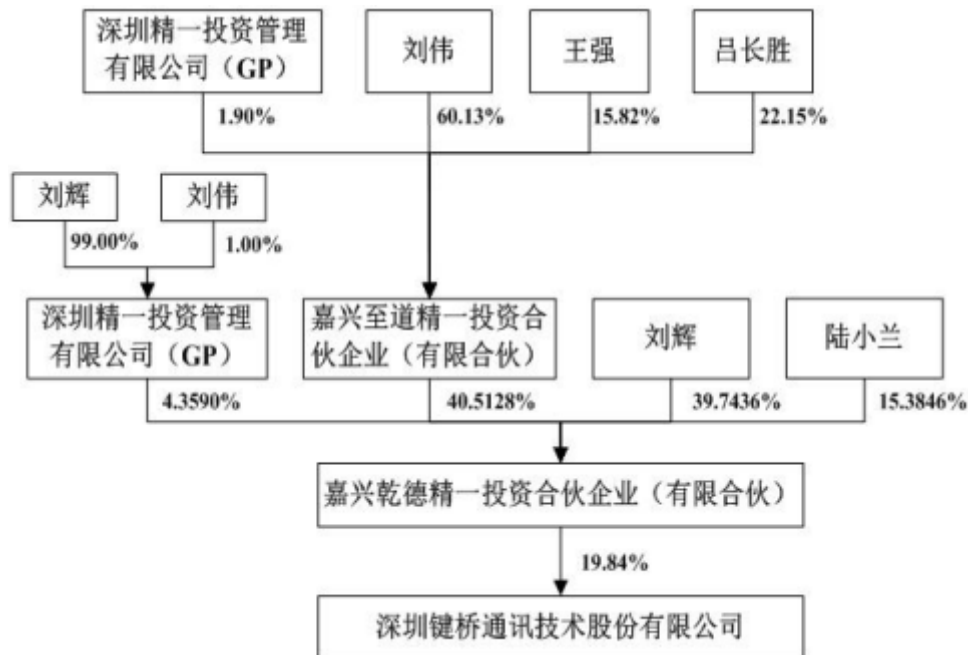 深圳精一投资管理
有限公司（GP）
刘伟
王强
吕长胜
1.90%
60.13%
15.82%
22.15%
刘辉
刘伟
99.00%
1.00%
深圳精一投资管理
有限公司（GP）
嘉兴至道精一投资合
伙企业（有限合伙）
刘辉
陆小兰
4.3590%
40.5128%
39.7436%
15.3846%
嘉兴乾德精一投资合伙企业（有限合伙）
19.84%
深圳键桥通讯技术股份有限公司